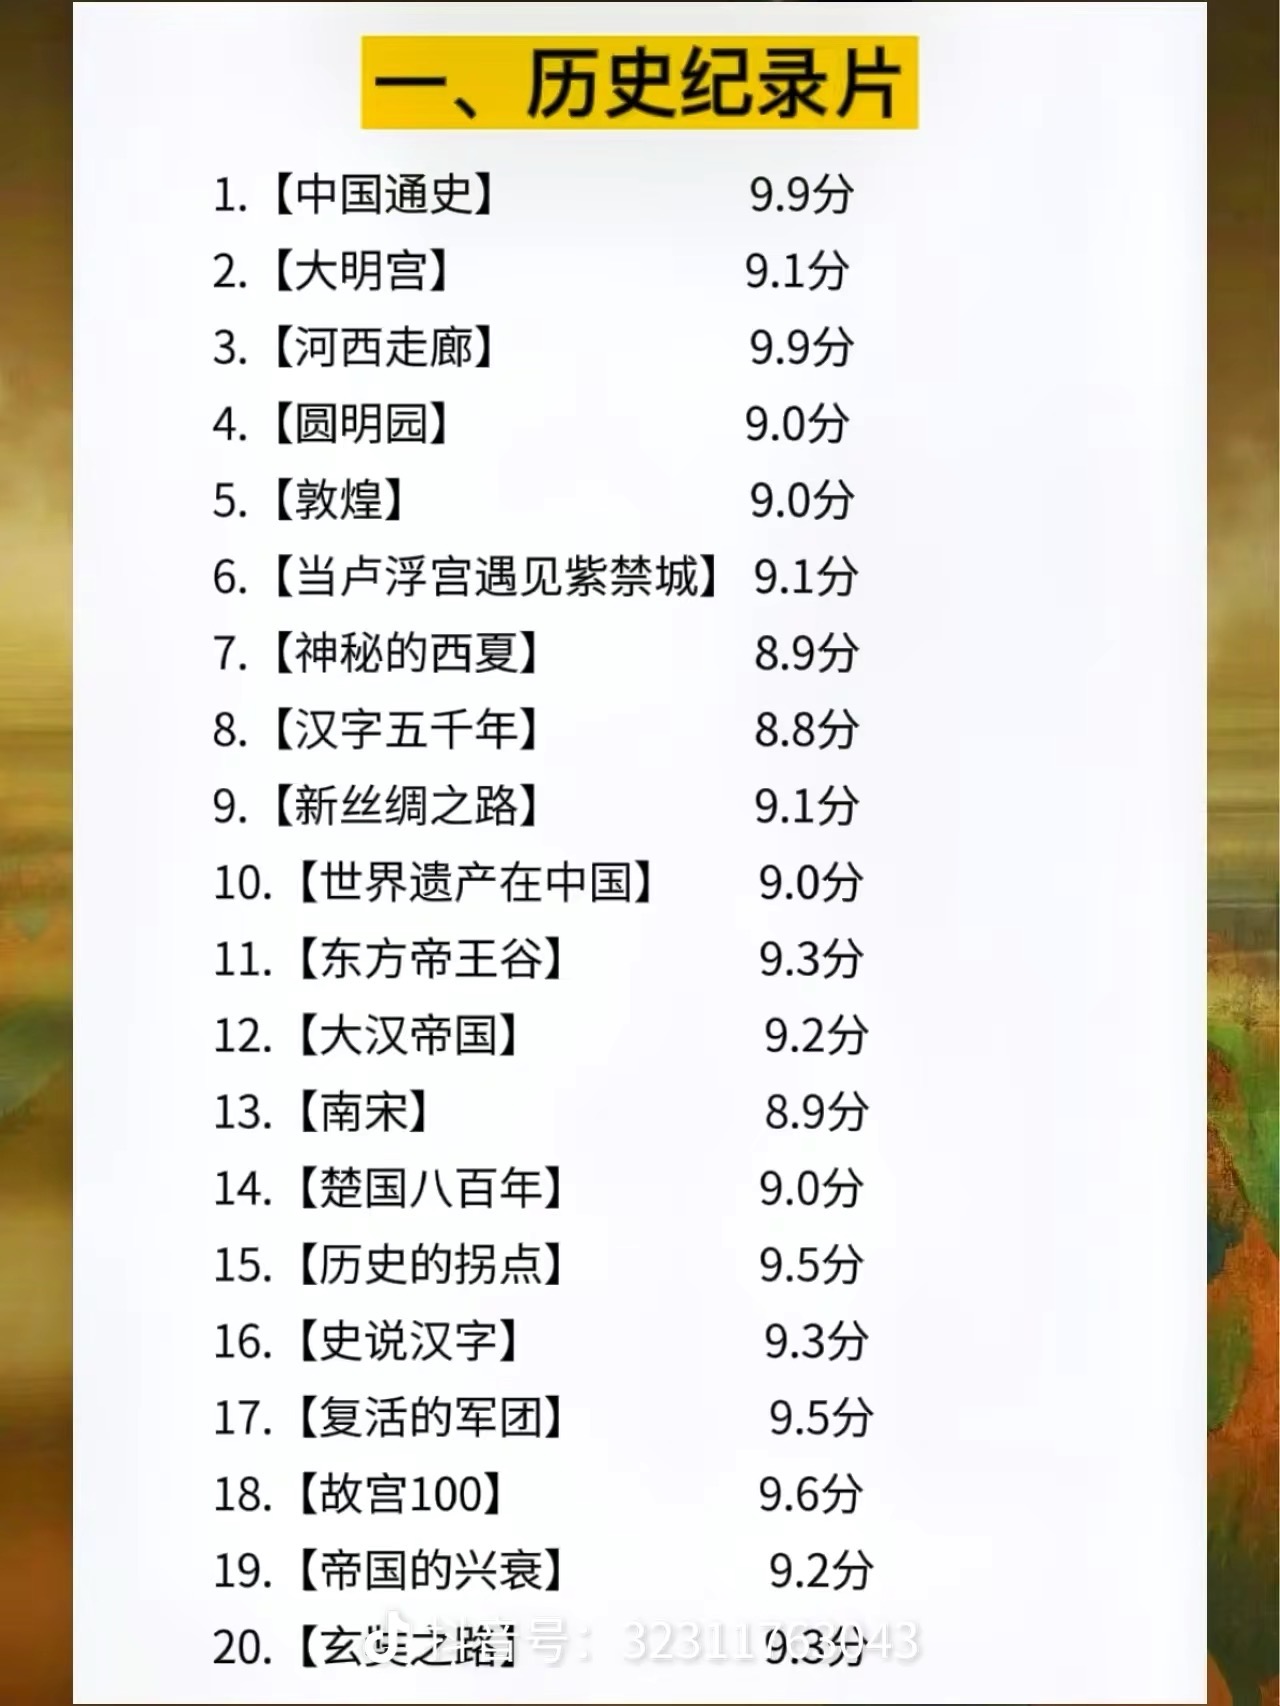 一、历史纪录片
1.【中国通史】 9.9分
2.【大明宫】 9.1分
3.【河西走廊】 9.9分
4.【圆明园】 9.0分
5.【敦煌】 9.0分
6.【当卢浮宫遇见紫禁城】 9.1分
7.【神秘的西夏】 8.9分
8.【汉字五千年】 8.8分
9.【新丝绸之路】 9.1分
10.【世界遗产在中国】 9.0分
11.【东方帝王谷】 9.3分
12.【大汉帝国】 9.2分
13.【南宋】 8.9分
14.【楚国八百年】 9.0分
15.【历史的拐点】 9.5分
16.【史说汉字】 9.3分
17.【复活的军团】 9.5分
18.【故宫100】 9.6分
19.【帝国的兴衰】 9.2分
20.【玄奘之路】 9.3分
抖音号：32311763043